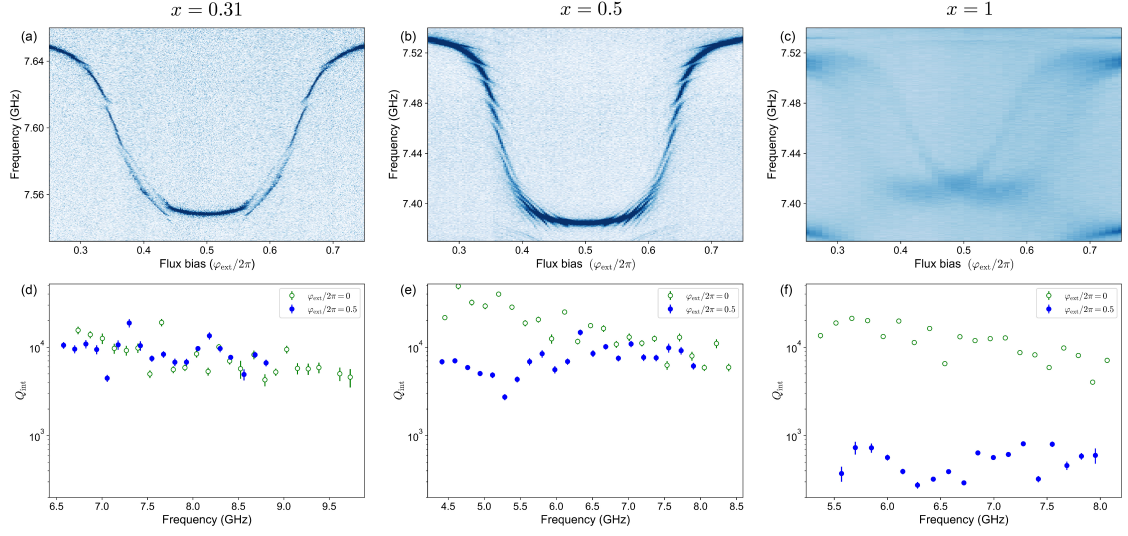 x = 0.31
x = 0.5
x = 1
(a)
7.64
7.60
7.56
Frequency (GHz)
0.3 0.4 0.5 0.6 0.7
Flux bias (φext/2π)
(b)
7.52
7.48
7.44
7.40
Frequency (GHz)
0.3 0.4 0.5 0.6 0.7
Flux bias (φext/2π)
(c)
7.52
7.48
7.44
7.40
Frequency (GHz)
0.3 0.4 0.5 0.6 0.7
Flux bias (φext/2π)
(d)
φext/2π = 0
φext/2π = 0.5
10⁴
10³
Qint
6.5 7.0 7.5 8.0 8.5 9.0 9.5
Frequency (GHz)
(e)
φext/2π = 0
φext/2π = 0.5
10⁴
10³
Qint
4.5 5.0 5.5 6.0 6.5 7.0 7.5 8.0 8.5
Frequency (GHz)
(f)
φext/2π = 0
φext/2π = 0.5
10⁴
10³
Qint
5.5 6.0 6.5 7.0 7.5 8.0
Frequency (GHz)